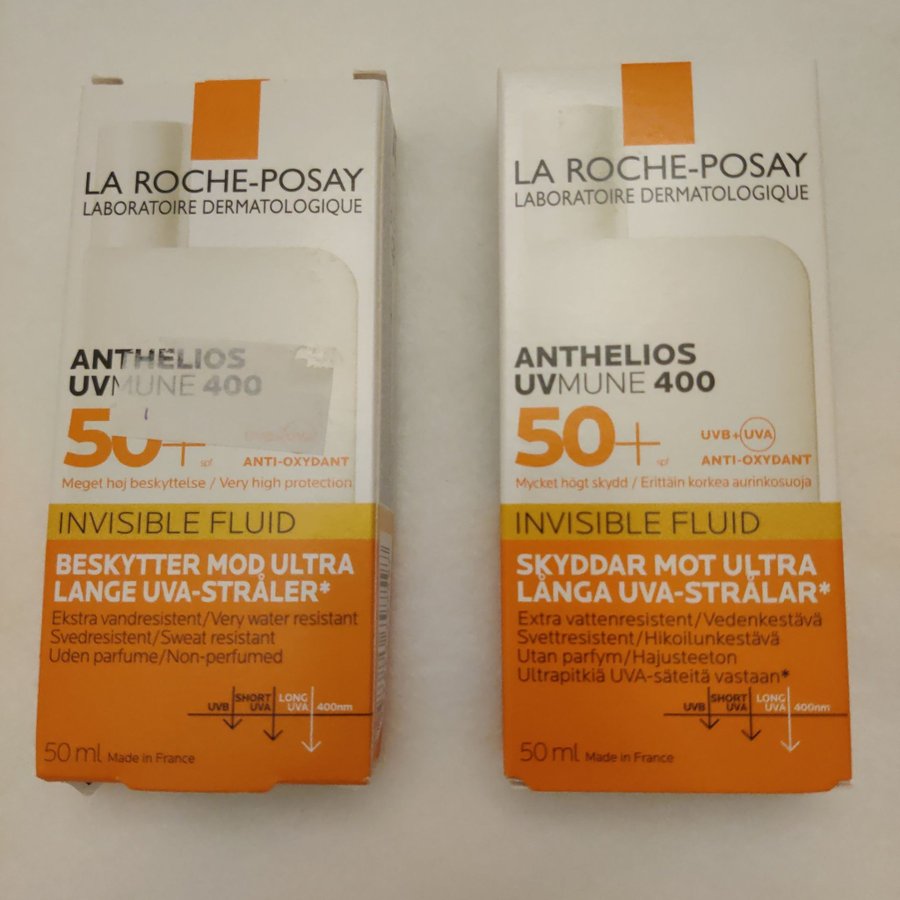 LA ROCHE-POSAY
LABORATOIRE DERMATOLOGIQUE
ANTHELIOS
UVMUNE 400
50+
spf
ANTI-OXYDANT
Meget høj beskyttelse / Very high protection
INVISIBLE FLUID
BESKYTTER MOD ULTRA
LANGE UVA-STRÅLER*
Ekstra vandresistent/Very water resistant
Svedresistent/Sweat resistant
Uden parfume/Non-perfumed
UVB SHORT UVA LONG UVA 400nm
50 ml Made in France
LA ROCHE-POSAY
LABORATOIRE DERMATOLOGIQUE
ANTHELIOS
UVMUNE 400
50+
spf
UVB+UVA
ANTI-OXYDANT
Mycket högt skydd / Erittäin korkea aurinkosuoja
INVISIBLE FLUID
SKYDDAR MOT ULTRA
LÅNGA UVA-STRÅLAR*
Extra vattenresistent/Vedenkestävä
Svettresistent/Hikoilunkestävä
Utan parfym/Hajusteeton
Ultrapitkiä UVA-säteitä vastaan*
UVB SHORT UVA LONG UVA 400nm
50 ml Made in France